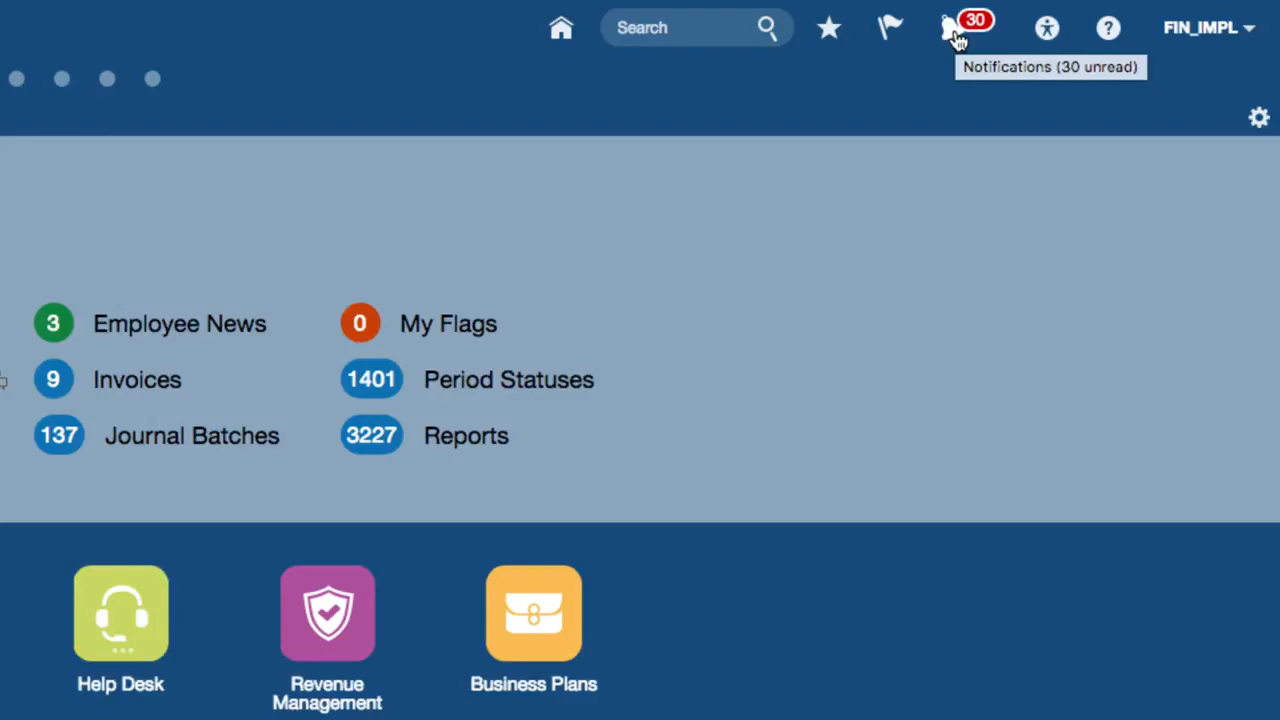 Search
30
FIN_IMPL
Notifications (30 unread)
3 Employee News
0 My Flags
9 Invoices
1401 Period Statuses
137 Journal Batches
3227 Reports
Help Desk
Revenue
Management
Business Plans